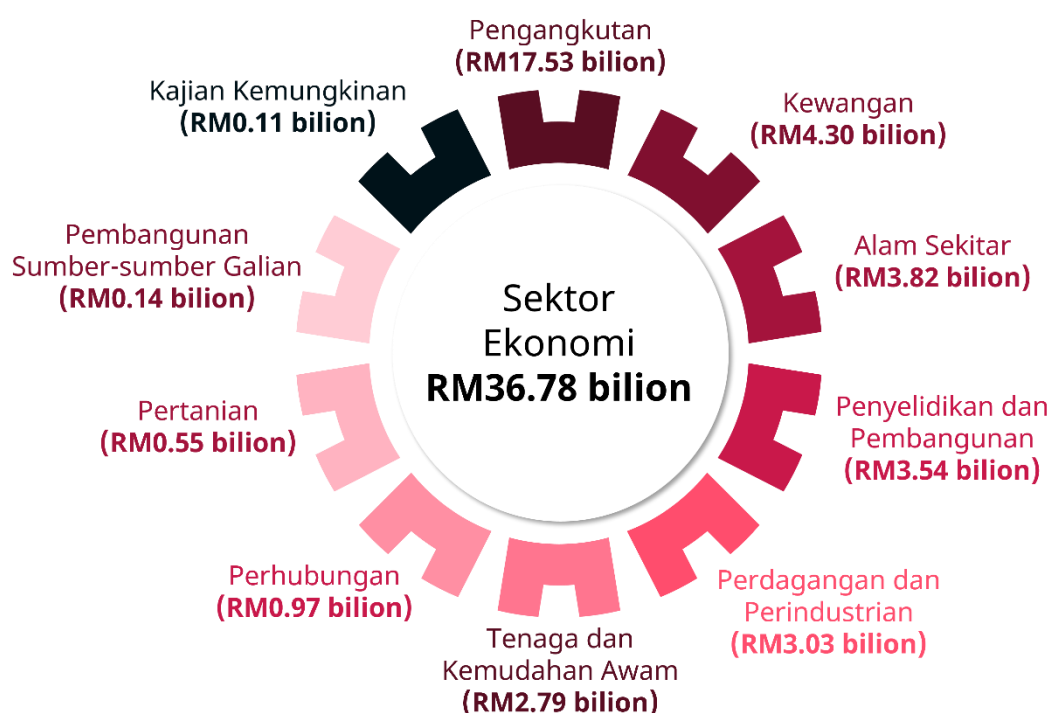 Pengangkutan
(RM17.53 bilion)
Kewangan
(RM4.30 bilion)
Alam Sekitar
(RM3.82 bilion)
Penyelidikan dan
Pembangunan
(RM3.54 bilion)
Perdagangan dan
Perindustrian
(RM3.03 bilion)
Tenaga dan
Kemudahan Awam
(RM2.79 bilion)
Perhubungan
(RM0.97 bilion)
Pertanian
(RM0.55 bilion)
Pembangunan
Sumber-sumber Galian
(RM0.14 bilion)
Kajian Kemungkinan
(RM0.11 bilion)
Sektor
Ekonomi
RM36.78 bilion